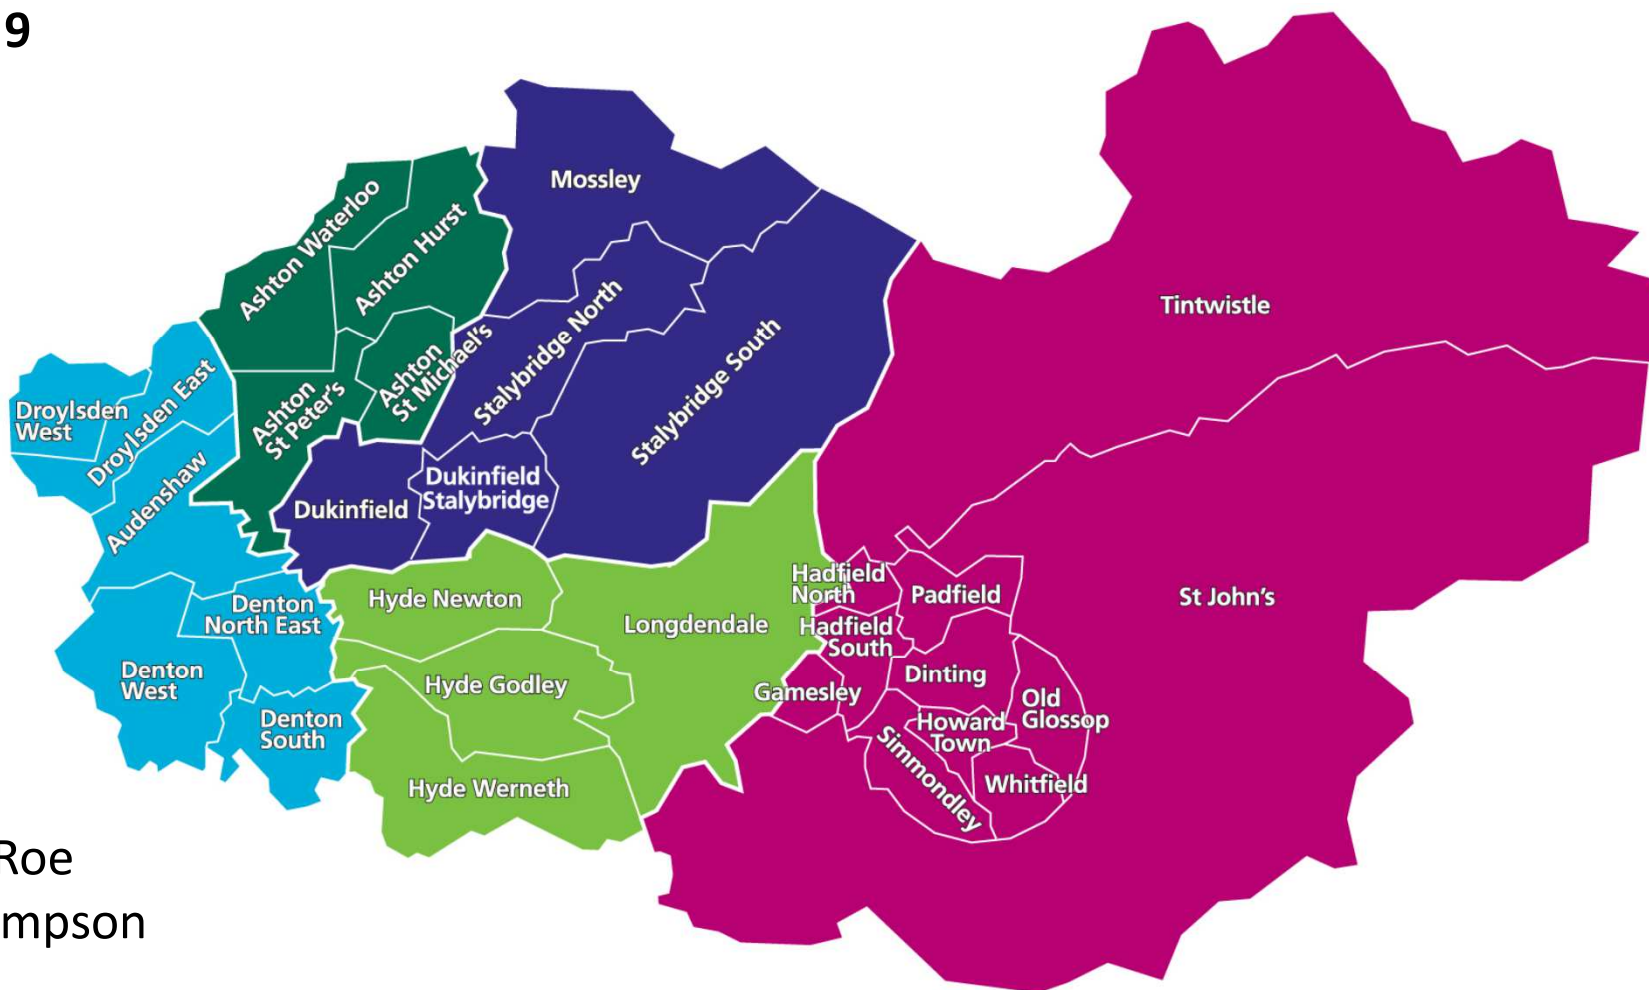 9
Mossley
Ashton Waterloo
Ashton Hurst
Tintwistle
Stalybridge North
Ashton
St Michael's
Stalybridge South
Droylsden East
Droylsden
West
Ashton
St Peter's
Audenshaw
Dukinfield
Stalybridge
Dukinfield
Hadfield
North
Padfield
St John's
Hyde Newton
Denton
North East
Longdendale
Hadfield
South
Denton
West
Hyde Godley
Dinting
Gamesley
Old
Glossop
Denton
South
Howard
Town
Simmondley
Whitfield
Hyde Werneth
Roe
mpson